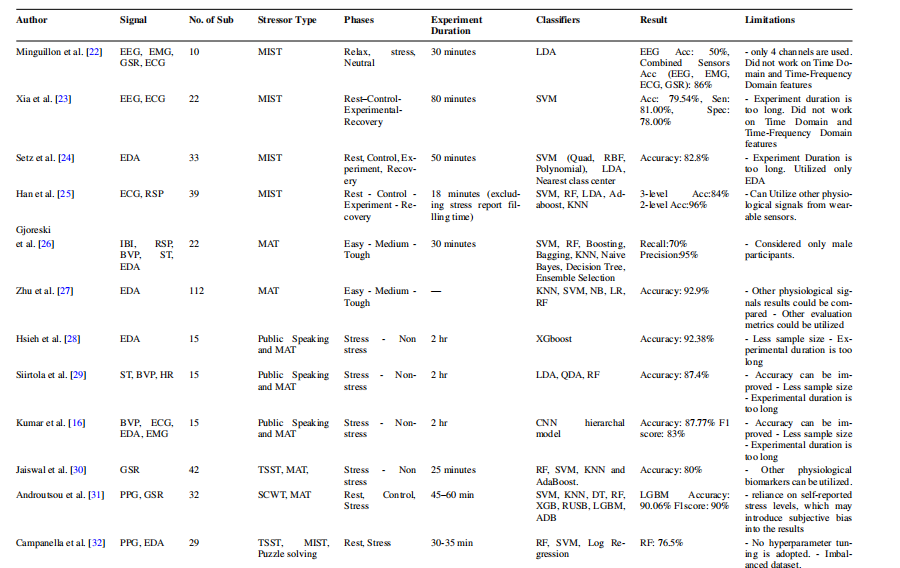 Author Signal No. of Sub Stressor Type Phases Experiment Duration Classifiers Result Limitations
Minguillon et al. [22] EEG, EMG, GSR, ECG 10 MIST Relax, stress, Neutral 30 minutes LDA EEG Acc: 50%, Combined Sensors Acc (EEG, EMG, ECG, GSR): 86% - only 4 channels are used. Did not work on Time Domain and Time-Frequency Domain features
Xia et al. [23] EEG, ECG 22 MIST Rest–Control-Experimental-Recovery 80 minutes SVM Acc: 79.54%, Sen: 81.00%, Spec: 78.00% - Experiment duration is too long. Did not work on Time Domain and Time-Frequency Domain features
Setz et al. [24] EDA 33 MIST Rest, Control, Experiment, Recovery 50 minutes SVM (Quad, RBF, Polynomial), LDA, Nearest class center Accuracy: 82.8% - Experiment Duration is too long. Utilized only EDA
Han et al. [25] ECG, RSP 39 MIST Rest - Control - Experiment - Recovery 18 minutes (excluding stress report filling time) SVM, RF, LDA, Adaboost, KNN 3-level Acc:84% 2-level Acc:96% - Can Utilize other physiological signals from wearable sensors.
Gjoreski et al. [26] IBI, RSP, BVP, ST, EDA 22 MAT Easy - Medium - Tough 30 minutes SVM, RF, Boosting, Bagging, KNN, Naive Bayes, Decision Tree, Ensemble Selection Recall:70% Precision:95% - Considered only male participants.
Zhu et al. [27] EDA 112 MAT Easy - Medium - Tough — KNN, SVM, NB, LR, RF Accuracy: 92.9% - Other physiological signals results could be compared - Other evaluation metrics could be utilized
Hsieh et al. [28] EDA 15 Public Speaking and MAT Stress - Non stress 2 hr XGboost Accuracy: 92.38% - Less sample size - Experimental duration is too long
Siirtola et al. [29] ST, BVP, HR 15 Public Speaking and MAT Stress - Non-stress 2 hr LDA, QDA, RF Accuracy: 87.4% - Accuracy can be improved - Less sample size - Experimental duration is too long
Kumar et al. [16] BVP, ECG, EDA, EMG 15 Public Speaking and MAT Stress - Non-stress 2 hr CNN hierarchal model Accuracy: 87.77% F1 score: 83% - Accuracy can be improved - Less sample size - Experimental duration is too long
Jaiswal et al. [30] GSR 42 TSST, MAT, Stress - Non stress 25 minutes RF, SVM, KNN and AdaBoost. Accuracy: 80% - Other physiological biomarkers can be utilized.
Androutsou et al. [31] PPG, GSR 32 SCWT, MAT Rest, Control, Stress 45–60 min SVM, KNN, DT, RF, XGB, RUSB, LGBM, ADB LGBM Accuracy: 90.06% F1score: 90% - reliance on self-reported stress levels, which may introduce subjective bias into the results
Campanella et al. [32] PPG, EDA 29 TSST, MIST, Puzzle solving Rest, Stress 30-35 min RF, SVM, Log Regression RF: 76.5% - No hyperparameter tuning is adopted. - Imbalanced dataset.